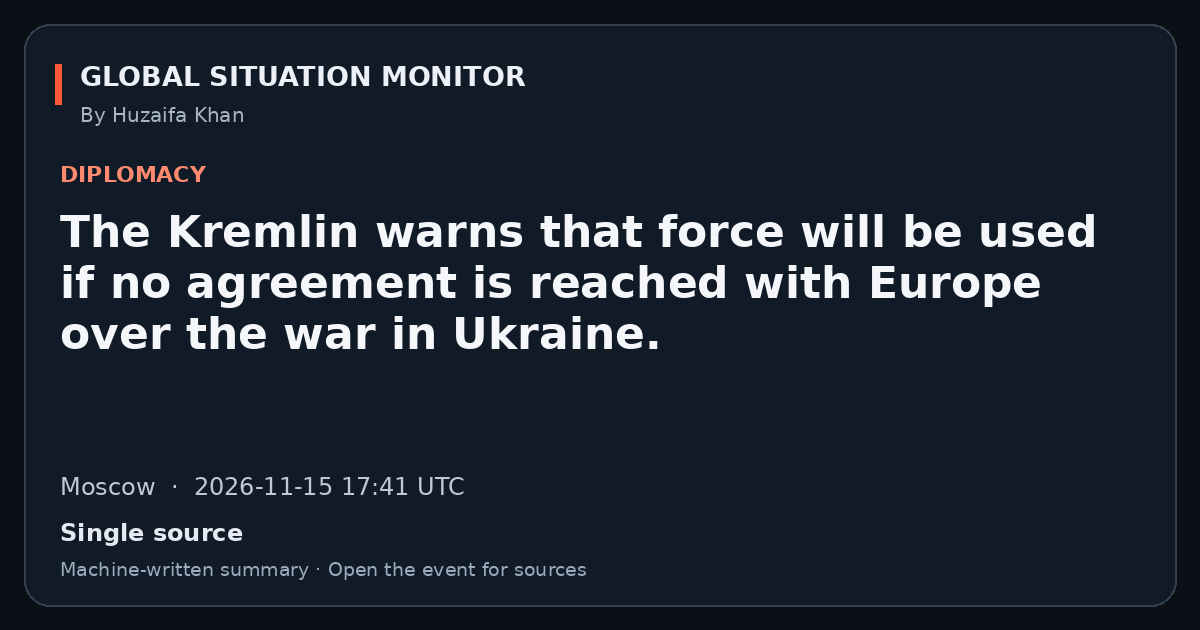 GLOBAL SITUATION MONITOR
By Huzaifa Khan
DIPLOMACY
The Kremlin warns that force will be used
if no agreement is reached with Europe
over the war in Ukraine.
Moscow · 2026-11-15 17:41 UTC
Single source
Machine-written summary · Open the event for sources